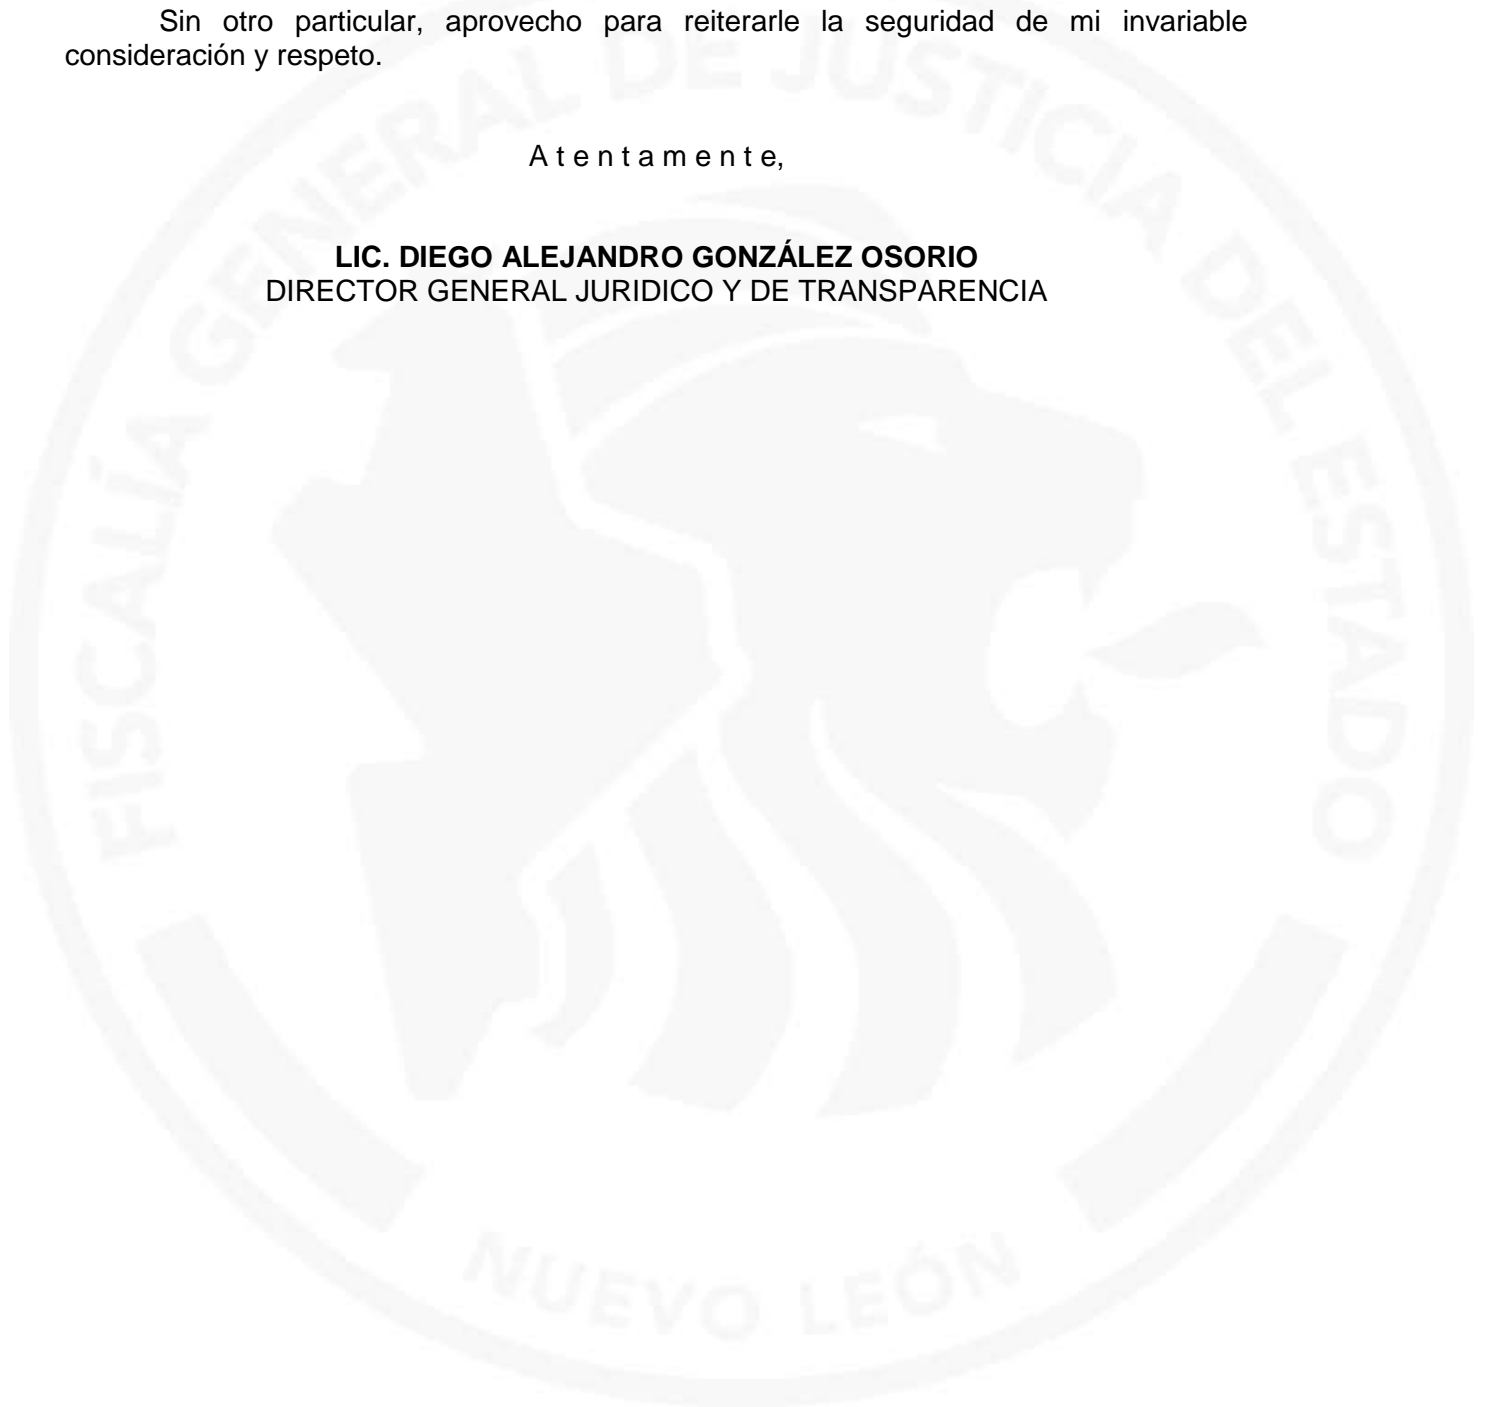 Sin otro particular, aprovecho para reiterarle la seguridad de mi invariable
consideración y respeto.
A t e n t a m e n t e,
LIC. DIEGO ALEJANDRO GONZÁLEZ OSORIO
DIRECTOR GENERAL JURIDICO Y DE TRANSPARENCIA
FISCALÍA GENERAL DE JUSTICIA DEL ESTADO
NUEVO LEÓN